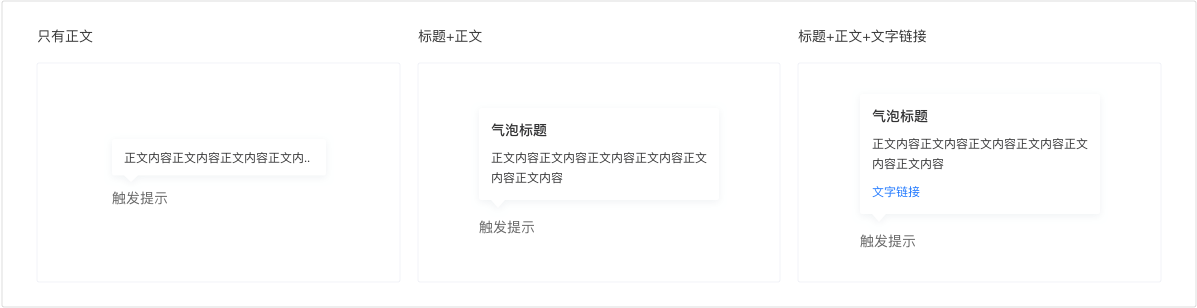 只有正文
正文内容正文内容正文内容正文内..
触发提示
标题+正文
气泡标题
正文内容正文内容正文内容正文内容正文
内容正文内容
触发提示
标题+正文+文字链接
气泡标题
正文内容正文内容正文内容正文内容正文
内容正文内容
文字链接
触发提示